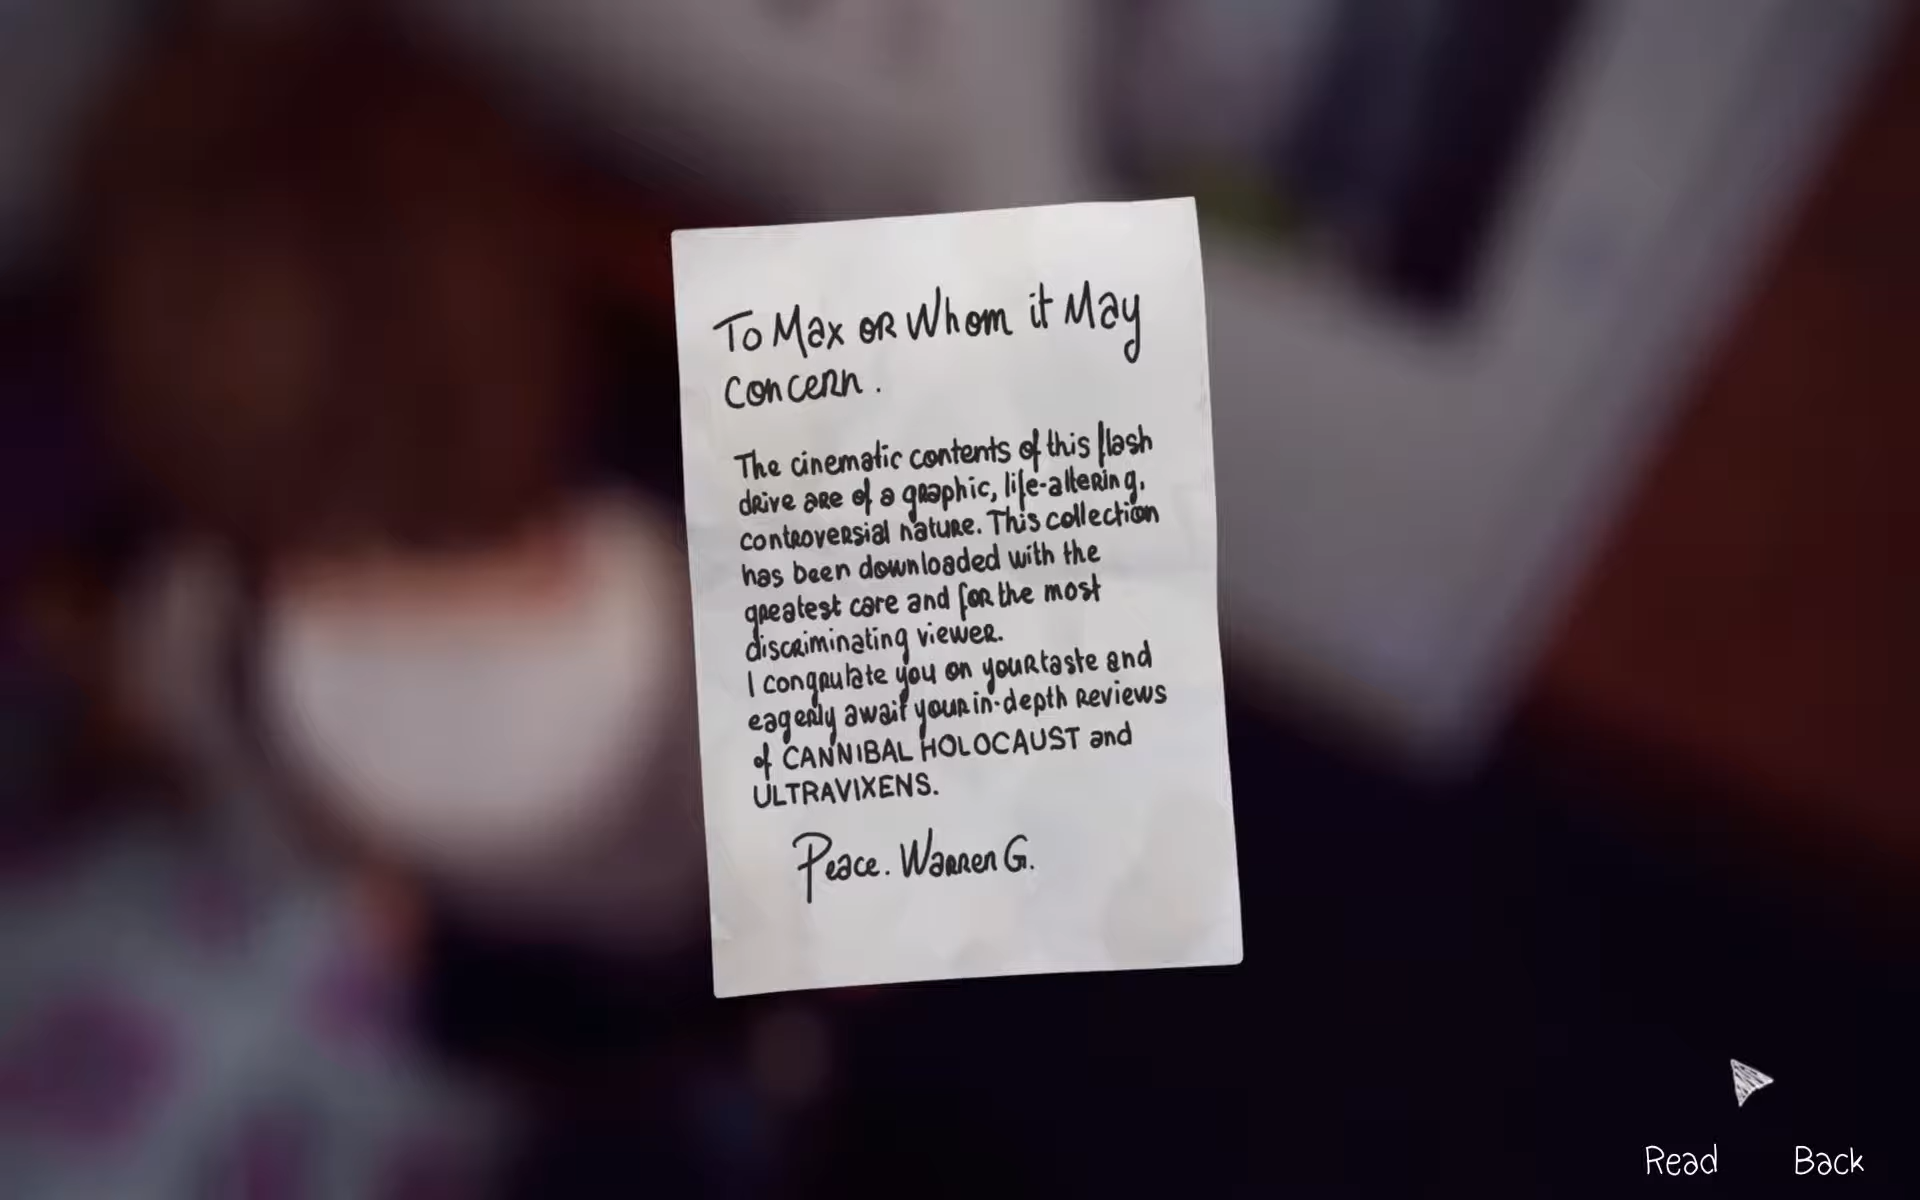 To Max or Whom it May
Concern.
The cinematic contents of this flash
drive are of a graphic, life-altering,
controversial nature. This collection
has been downloaded with the
greatest care and for the most
discriminating viewer.
I congrulate you on your taste and
eagerly await your in-depth reviews
of CANNIBAL HOLOCAUST and
ULTRAVIXENS.
Peace. Warren G.
Read Back